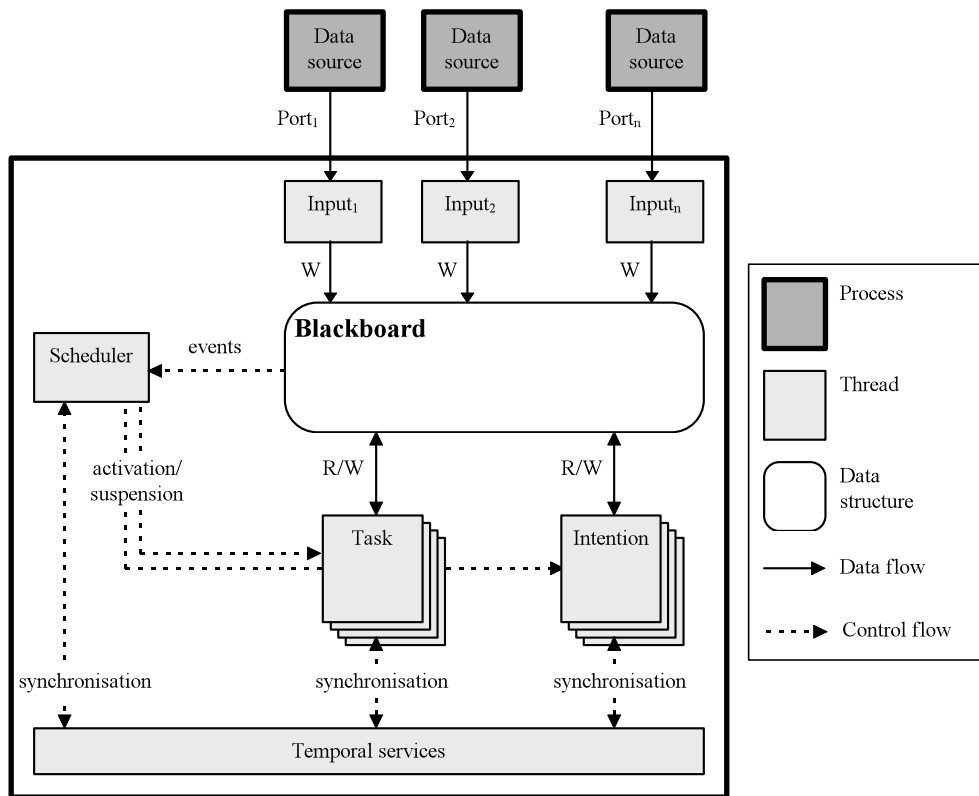 Data
source
Data
source
Data
source
Port₁
Port₂
Portₙ
Input₁
Input₂
Inputₙ
W
W
W
Blackboard
Scheduler
events
activation/
suspension
R/W
R/W
Task
Intention
synchronisation
synchronisation
synchronisation
Temporal services
Process
Thread
Data
structure
Data flow
Control flow